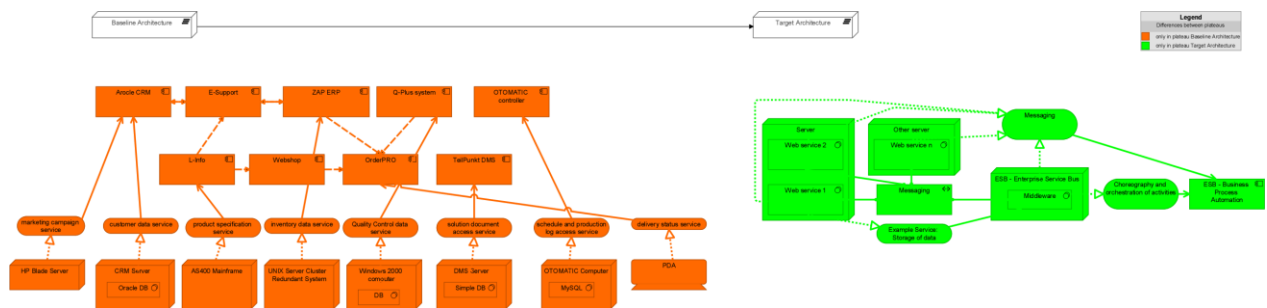 Baseline Architecture
Target Architecture
Legend
Differences between plateaus
only in plateau Baseline Architecture
only in plateau Target Architecture
E-Support
ZAP ERP
Q-Plus system
OTOMATIC
controller
L-info
Webshop
OrderPRO
TellPunkt DMS
marketing campaign
service
customer data service
product specification
service
inventory data service
Quality Control data
service
solution document
access service
schedule and production
log access service
delivery status service
HP Blade Server
CRM Server
Oracle DB
AS400 Mainframe
UNIX Server Cluster
Redundant System
Windows 2000
computer
DB
DMS Server
Simple DB
OTOMATIC Computer
MySQL
PDA
Server
Web service 2
Web service 1
Other server
Web service n
Messaging
Messaging
Example Service:
Storage of data
ESB - Enterprise Service Bus
Middleware
Choreography and
orchestration of activities
ESB - Business
Process
Automation